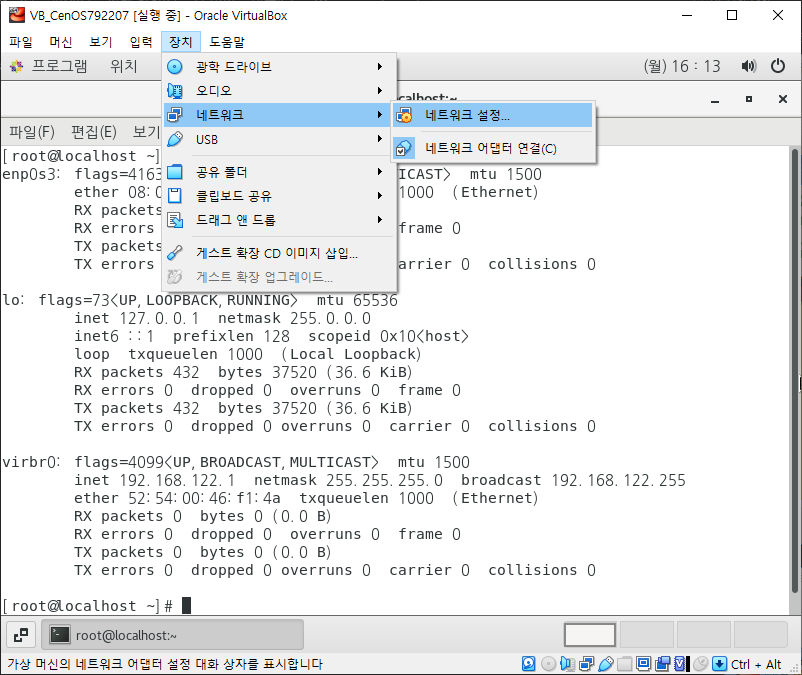 VB_CenOS792207 [실행 중] - Oracle VirtualBox
파일 머신 보기 입력 장치 도움말
프로그램 위치 (월) 16 : 13
광학 드라이브
오디오
네트워크
USB
공유 폴더
클립보드 공유
드래그 앤 드롭
게스트 확장 CD 이미지 삽입...
게스트 확장 업그레이드...
네트워크 설정...
네트워크 어댑터 연결(C)
calhost:~
파일(F) 편집(E) 보기
[root@localhost ~]
enp0s3: flags=4163 ICAST> mtu 1500
ether 08:0 1000 (Ethernet)
RX packets
RX errors frame 0
TX packets
TX errors arrier 0 collisions 0
lo: flags=73<UP,LOOPBACK,RUNNING> mtu 65536
inet 127.0.0.1 netmask 255.0.0.0
inet6 ::1 prefixlen 128 scopeid 0x10<host>
loop txqueuelen 1000 (Local Loopback)
RX packets 432 bytes 37520 (36.6 KiB)
RX errors 0 dropped 0 overruns 0 frame 0
TX packets 432 bytes 37520 (36.6 KiB)
TX errors 0 dropped 0 overruns 0 carrier 0 collisions 0
virbr0: flags=4099<UP,BROADCAST,MULTICAST> mtu 1500
inet 192.168.122.1 netmask 255.255.255.0 broadcast 192.168.122.255
ether 52:54:00:46:f1:4a txqueuelen 1000 (Ethernet)
RX packets 0 bytes 0 (0.0 B)
RX errors 0 dropped 0 overruns 0 frame 0
TX packets 0 bytes 0 (0.0 B)
TX errors 0 dropped 0 overruns 0 carrier 0 collisions 0
[root@localhost ~]#
root@localhost:~
가상 머신의 네트워크 어댑터 설정 대화 상자를 표시합니다 Ctrl + Alt